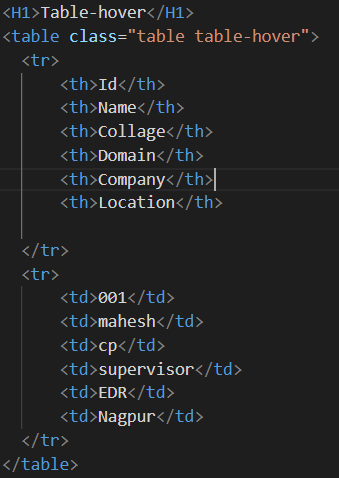 <H1>Table-hover</H1>
<table class="table table-hover">
<tr>
<th>Id</th>
<th>Name</th>
<th>Collage</th>
<th>Domain</th>
<th>Company</th>
<th>Location</th>
</tr>
<tr>
<td>001</td>
<td>mahesh</td>
<td>cp</td>
<td>supervisor</td>
<td>EDR</td>
<td>Nagpur</td>
</tr>
</table>